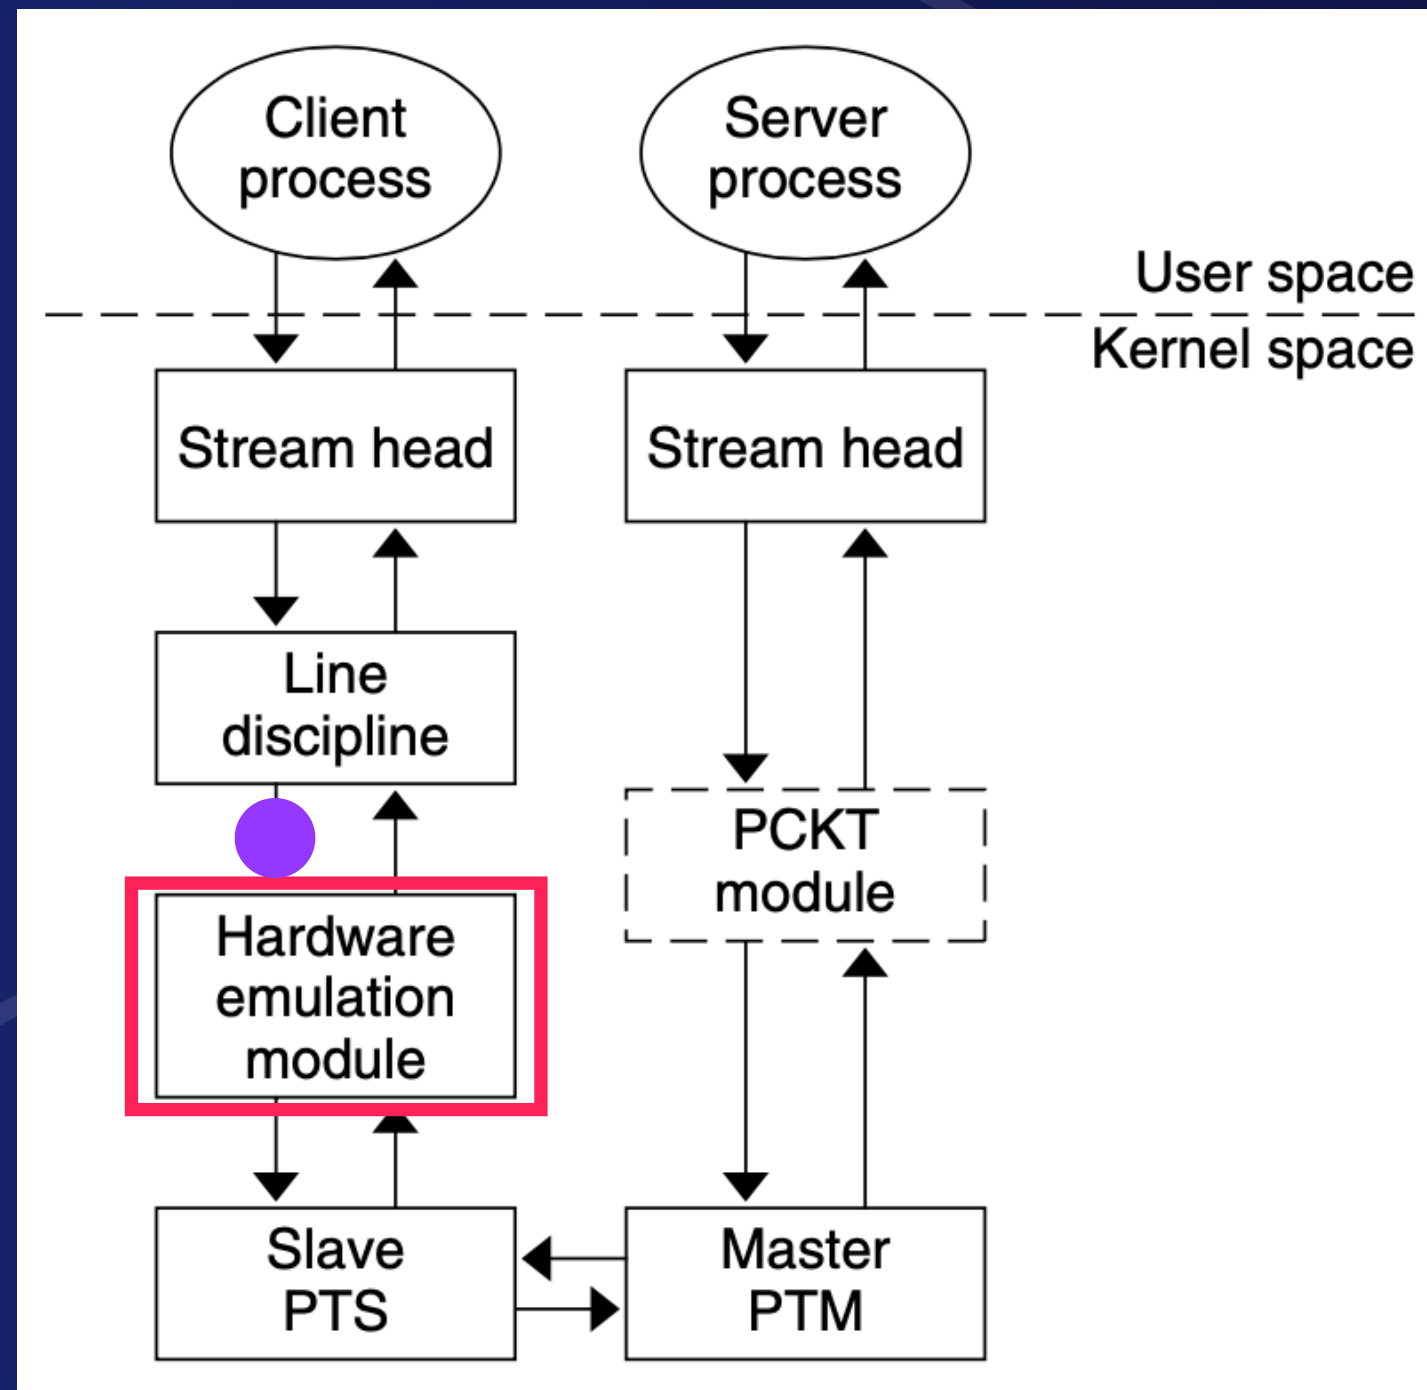 Client
process
Server
process
User space
Kernel space
Stream head
Stream head
Line
discipline
PCKT
module
Hardware
emulation
module
Slave
PTS
Master
PTM